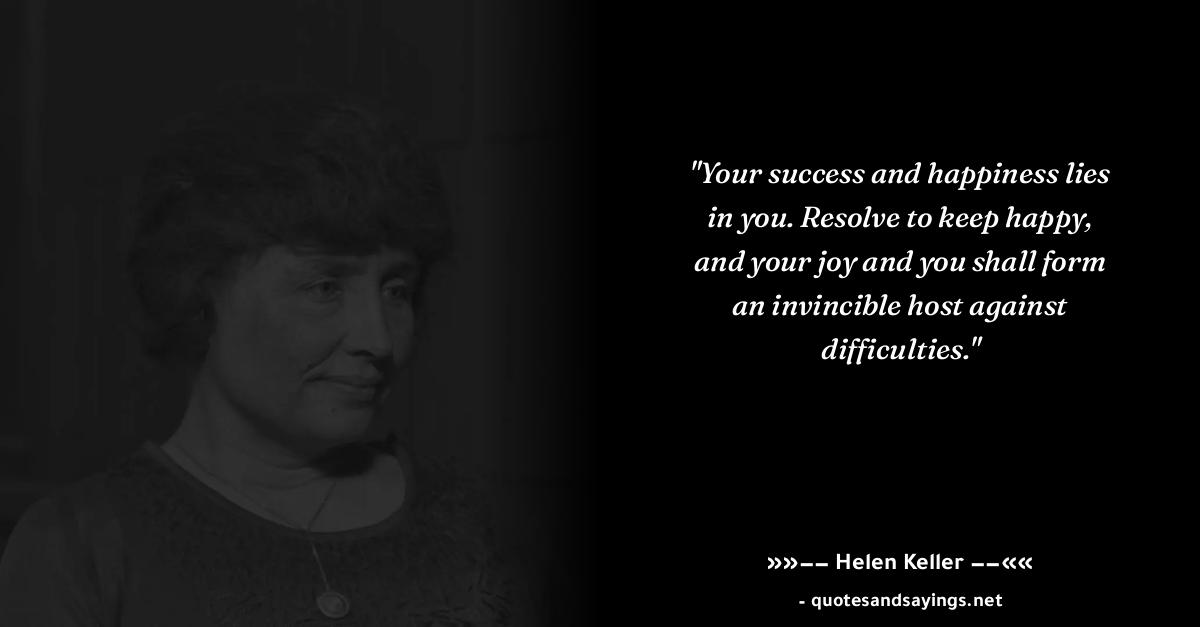 "Your success and happiness lies
in you. Resolve to keep happy,
and your joy and you shall form
an invincible host against
difficulties."
»»–– Helen Keller ––««
- quotesandsayings.net